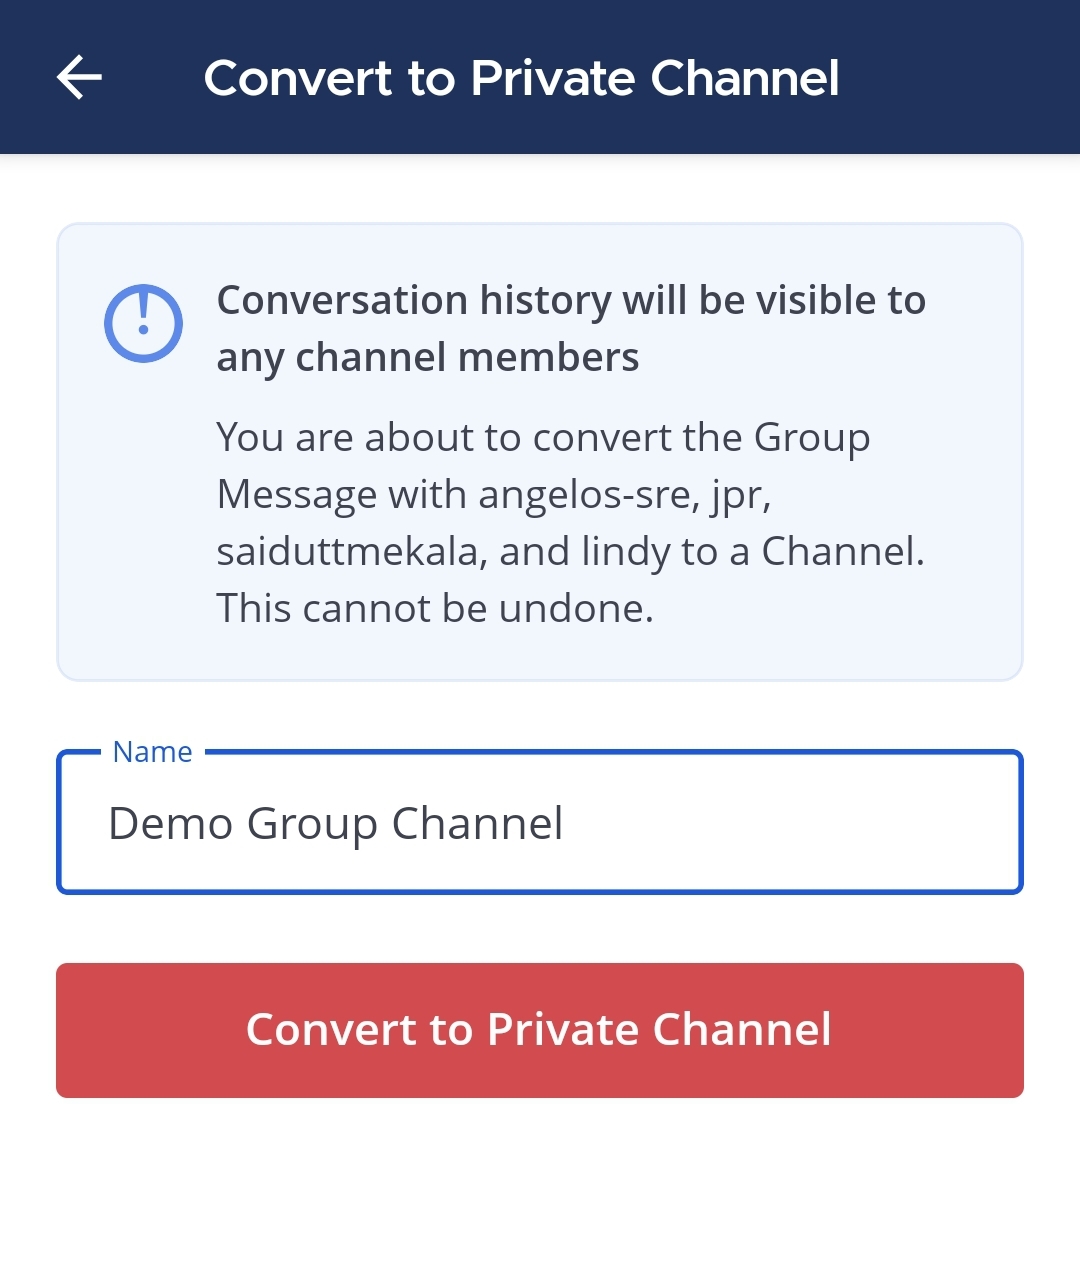 Convert to Private Channel
Conversation history will be visible to
any channel members
You are about to convert the Group
Message with angelos-sre, jpr,
saiduttmekala, and lindy to a Channel.
This cannot be undone.
Name
Demo Group Channel
Convert to Private Channel